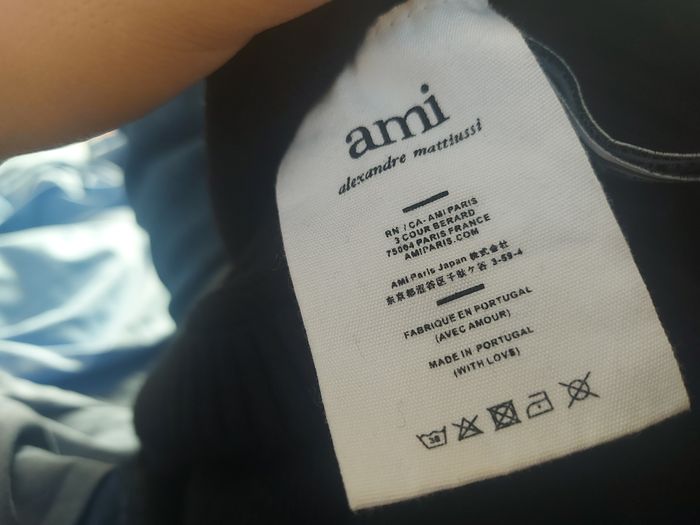 ami
alexandre mattiussi
RN / CA- AMI PARIS
3 COUR BERARD
75004 PARIS FRANCE
AMIPARIS.COM
AMI Paris Japan 株式会社
東京都渋谷区千駄ヶ谷 3-59-4
FABRIQUE EN PORTUGAL
(AVEC AMOUR)
MADE IN PORTUGAL
(WITH LOVE)
30